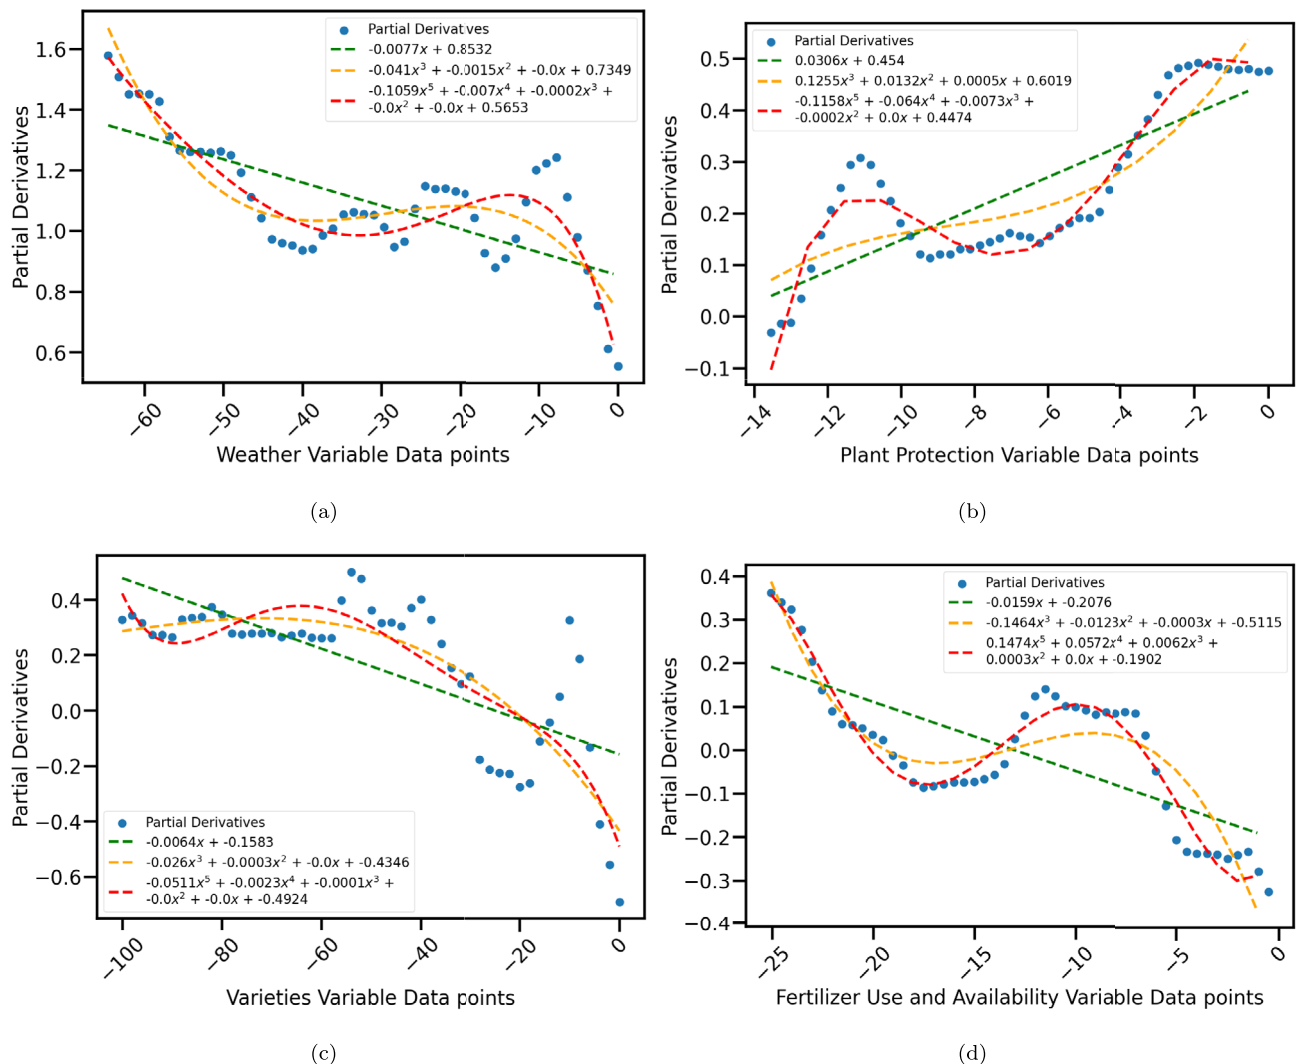 Partial Derivatives
-0.0077x + 0.8532
-0.041x³ + -0.0015x² + -0.0x + 0.7349
-0.1059x⁵ + -0.007x⁴ + -0.0002x³ +
-0.0x² + -0.0x + 0.5653
1.6
1.4
1.2
1.0
0.8
0.6
Partial Derivatives
−60
−50
−40
−30
−20
−10
0
Weather Variable Data points
(a)
Partial Derivatives
0.0306x + 0.454
0.1255x³ + 0.0132x² + 0.0005x + 0.6019
-0.1158x⁵ + -0.064x⁴ + -0.0073x³ +
-0.0002x² + 0.0x + 0.4474
0.5
0.4
0.3
0.2
0.1
0.0
−0.1
Partial Derivatives
−14
−12
−10
−8
−6
−4
−2
0
Plant Protection Variable Data points
(b)
0.4
0.2
0.0
−0.2
−0.4
−0.6
Partial Derivatives
Partial Derivatives
-0.0064x + -0.1583
-0.026x³ + -0.0003x² + -0.0x + -0.4346
-0.0511x⁵ + -0.0023x⁴ + -0.0001x³ +
-0.0x² + -0.0x + -0.4924
−100
−80
−60
−40
−20
0
Varieties Variable Data points
(c)
Partial Derivatives
-0.0159x + -0.2076
-0.1464x³ + -0.0123x² + -0.0003x + -0.5115
0.1474x⁵ + 0.0572x⁴ + 0.0062x³ +
0.0003x² + 0.0x + -0.1902
0.4
0.3
0.2
0.1
0.0
−0.1
−0.2
−0.3
−0.4
Partial Derivatives
−25
−20
−15
−10
−5
0
Fertilizer Use and Availability Variable Data points
(d)